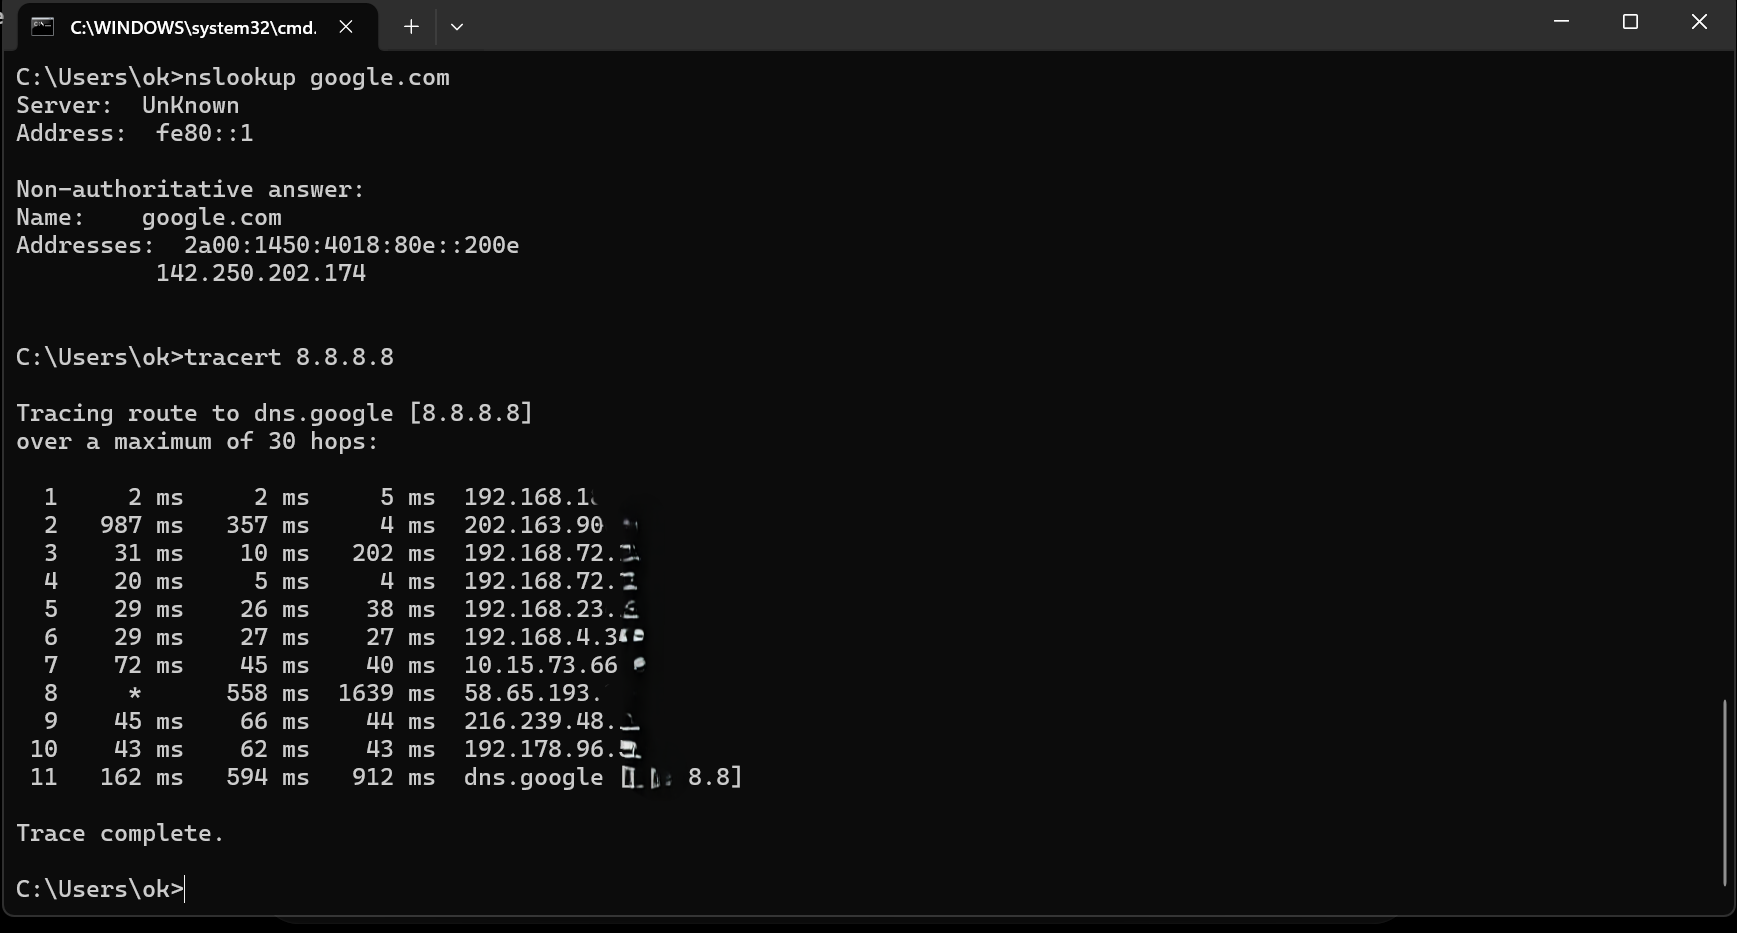 C:\WINDOWS\system32\cmd.
C:\Users\ok>nslookup google.com
Server:  UnKnown
Address:  fe80::1
Non-authoritative answer:
Name:    google.com
Addresses:  2a00:1450:4018:80e::200e
142.250.202.174
C:\Users\ok>tracert 8.8.8.8
Tracing route to dns.google [8.8.8.8]
over a maximum of 30 hops:
1     2 ms     2 ms     5 ms  192.168.1
2   987 ms   357 ms     4 ms  202.163.90
3    31 ms    10 ms   202 ms  192.168.72.
4    20 ms     5 ms     4 ms  192.168.72.
5    29 ms    26 ms    38 ms  192.168.23.
6    29 ms    27 ms    27 ms  192.168.4.3
7    72 ms    45 ms    40 ms  10.15.73.66
8     *      558 ms  1639 ms  58.65.193.
9    45 ms    66 ms    44 ms  216.239.48.
10    43 ms    62 ms    43 ms  192.178.96.
11   162 ms   594 ms   912 ms  dns.google 8.8]
Trace complete.
C:\Users\ok>